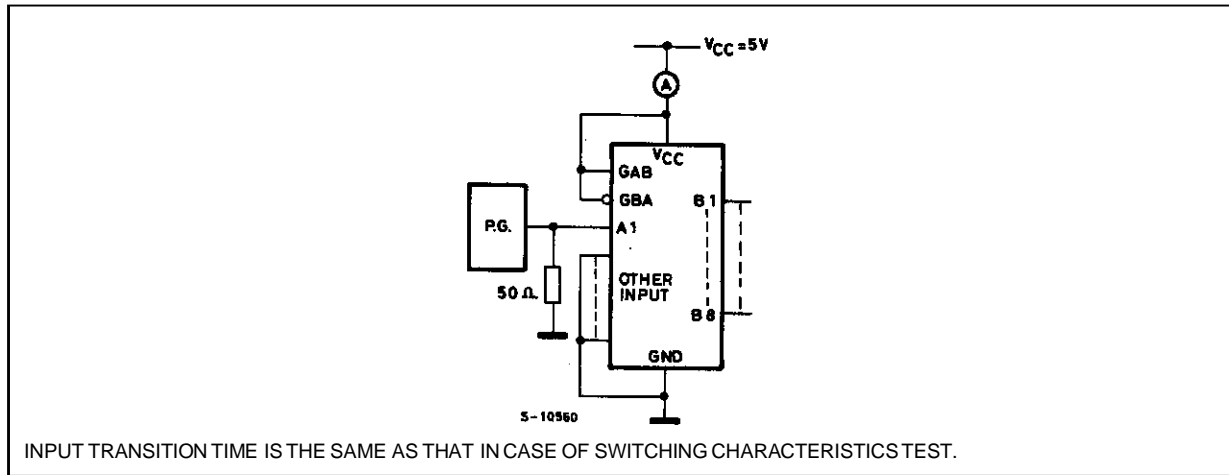 VCC = 5V
A
VCC
GAB
GBA
B1
P.G.
A1
OTHER
INPUT
50 Ω
B8
GND
S-10960
INPUT TRANSITION TIME IS THE SAME AS THAT IN CASE OF SWITCHING CHARACTERISTICS TEST.